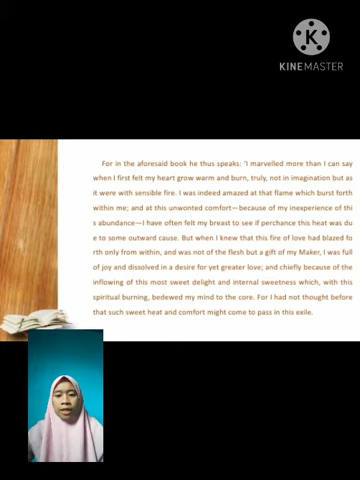 K
KINEMASTER
For in the aforesaid book he thus speaks: 'I marvelled more than I can say
when I first felt my heart grow warm and burn, truly, not in imagination but as
it were with sensible fire. I was indeed amazed at that flame which burst forth
within me; and at this unwonted comfort—because of my inexperience of thi
s abundance—I have often felt my breast to see if perchance this heat was du
e to some outward cause. But when I knew that this fire of love had blazed fo
rth only from within, and was not of the flesh but a gift of my Maker, I was full
of joy and dissolved in a desire for yet greater love; and chiefly because of the
inflowing of this most sweet delight and internal sweetness which, with this
spiritual burning, bedewed my mind to the core. For I had not thought before
that such sweet heat and comfort might come to pass in this exile.